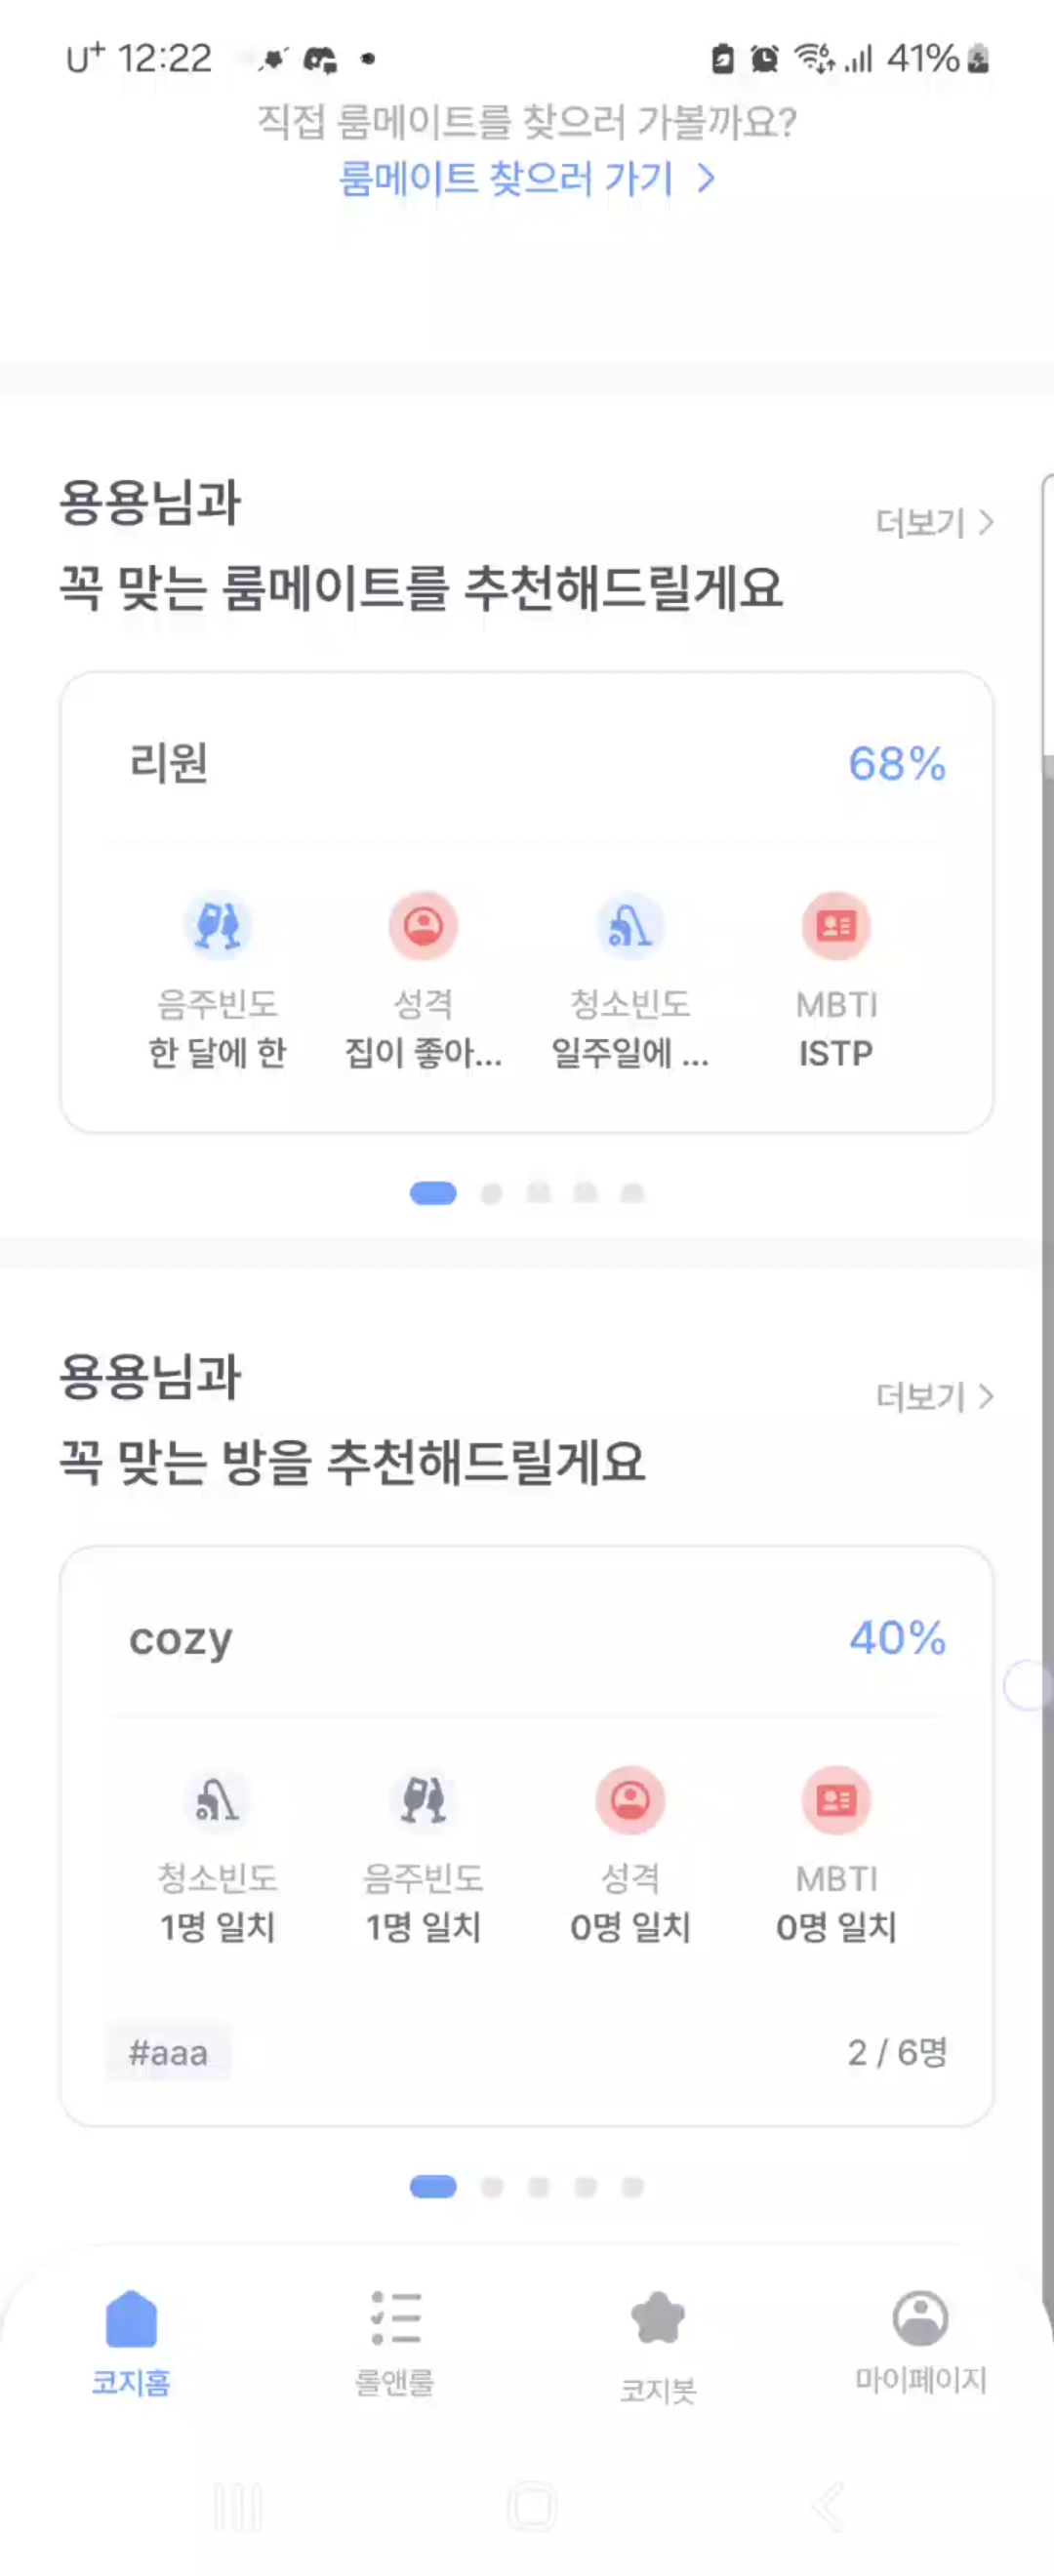 U+ 12:22 41%
직접 룸메이트를 찾으러 가볼까요?
룸메이트 찾으러 가기 >
용용님과
더보기 >
꼭 맞는 룸메이트를 추천해드릴게요
리원 68%
음주빈도 성격 청소빈도 MBTI
한 달에 한 집이 좋아... 일주일에 ... ISTP
용용님과
더보기 >
꼭 맞는 방을 추천해드릴게요
cozy 40%
청소빈도 음주빈도 성격 MBTI
1명 일치 1명 일치 0명 일치 0명 일치
#aaa 2 / 6명
코지홈 롤앤룰 코지봇 마이페이지